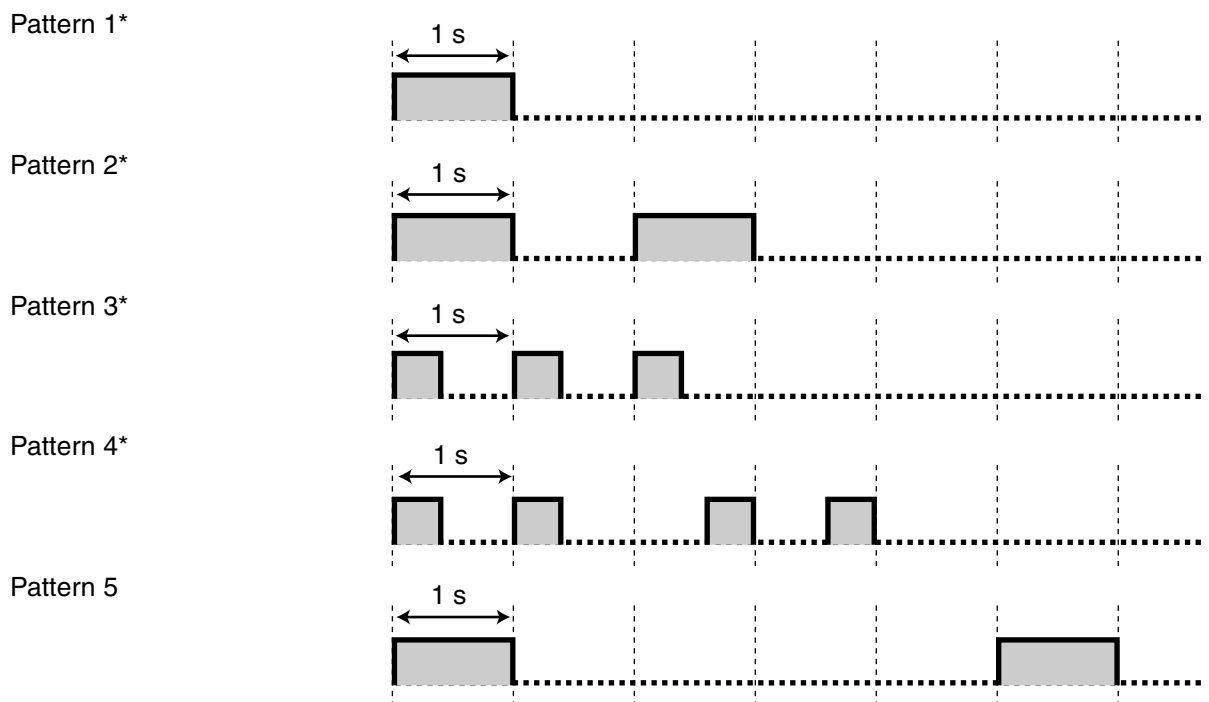 Pattern 1*
1 s
Pattern 2*
1 s
Pattern 3*
1 s
Pattern 4*
1 s
Pattern 5
1 s